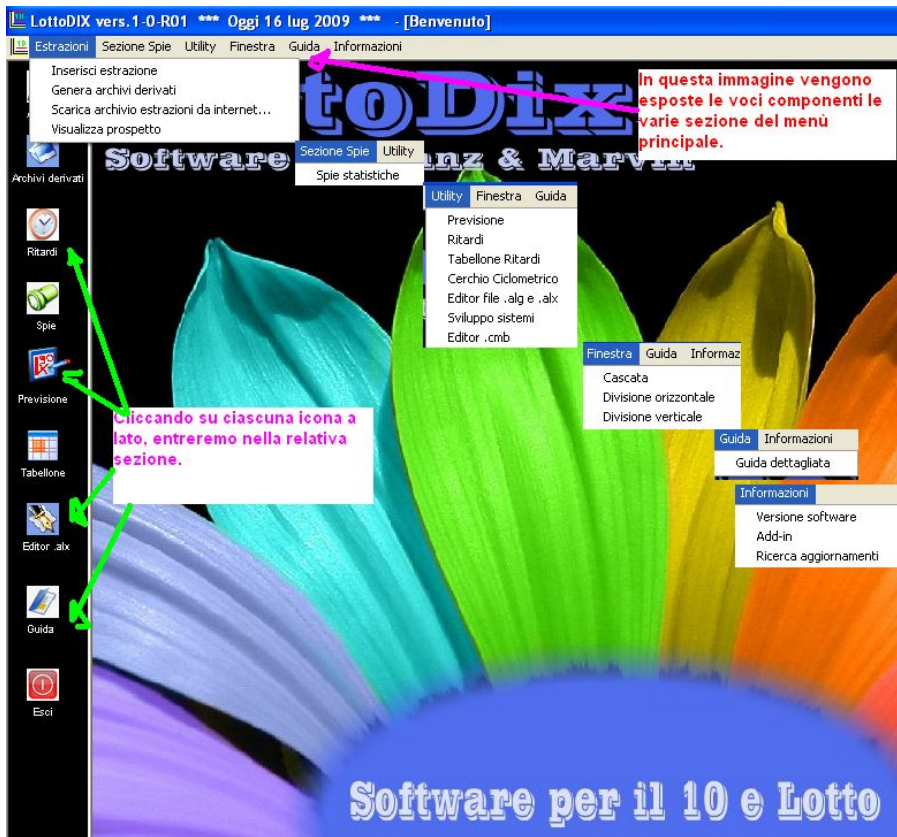 LottoDIX vers.1-0-R01 *** Oggi 16 lug 2009 *** - [Benvenuto]
Estrazioni Sezione Spie Utility Finestra Guida Informazioni
Inserisci estrazione
Genera archivi derivati
Scarica archivio estrazioni da internet...
Visualizza prospetto
toDix
In questa immagine vengono
esposte le voci componenti le
varie sezione del menù
principale.
Software
nz & Marvin
Sezione Spie Utility
Spie statistiche
Archivi derivati
Utility Finestra Guida
Previsione
Ritardi
Tabellone Ritardi
Cerchio Ciclometrico
Editor file .alg e .alx
Sviluppo sistemi
Editor .cmb
Ritardi
Spie
Previsione
Finestra Guida Informaz
Cascata
Divisione orizzontale
Divisione verticale
Cliccando su ciascuna icona a
lato, entreremo nella relativa
sezione.
Guida Informazioni
Guida dettagliata
Tabellone
Informazioni
Versione software
Add-in
Ricerca aggiornamenti
Editor .alx
Guida
Esci
Software per il 10 e Lotto